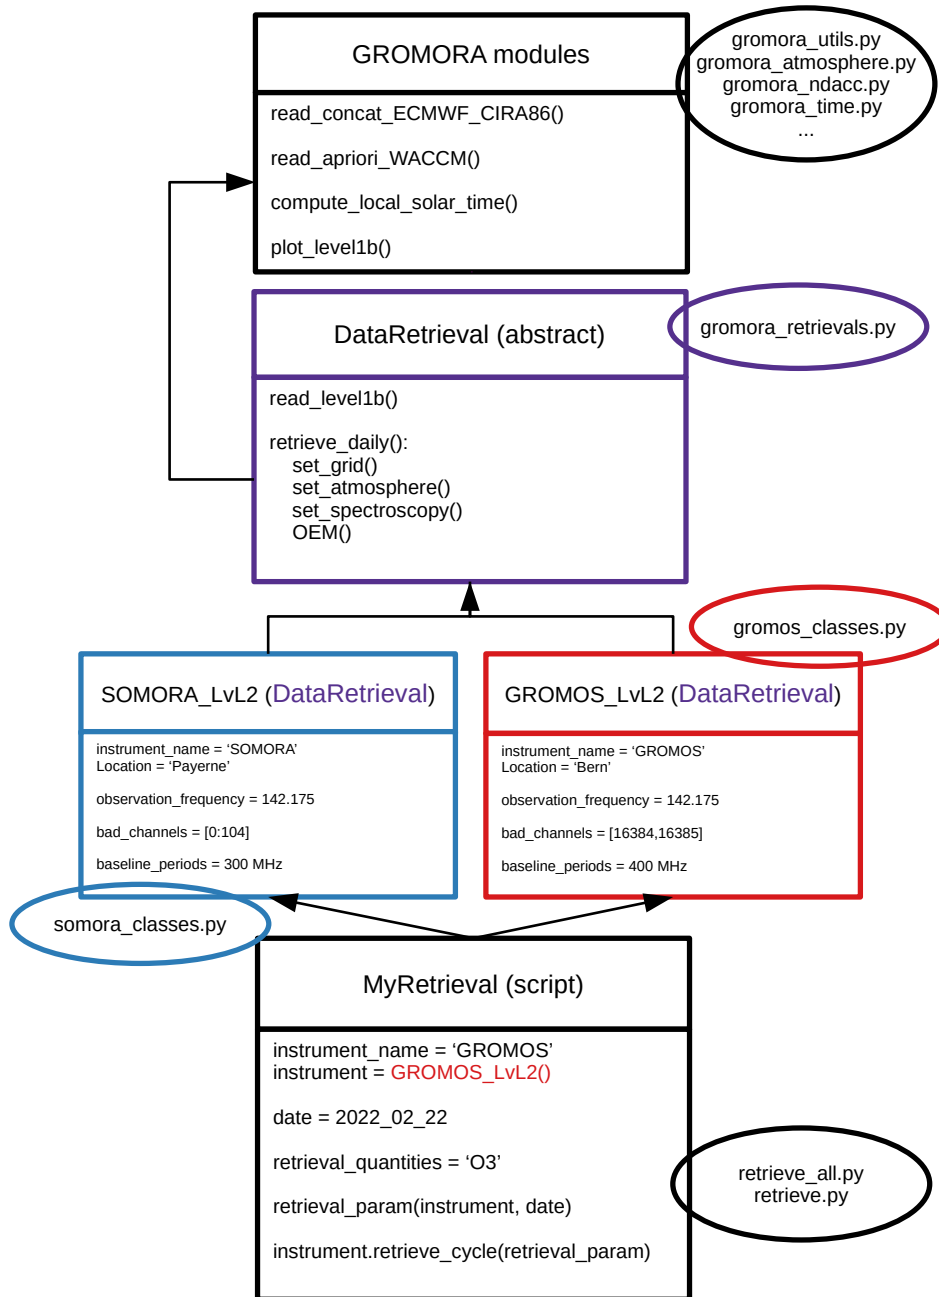 GROMORA modules
gromora_utils.py
gromora_atmosphere.py
gromora_ndacc.py
gromora_time.py
...
read_concat_ECMWF_CIRA86()
read_apriori_WACCM()
compute_local_solar_time()
plot_level1b()
DataRetrieval (abstract)
gromora_retrievals.py
read_level1b()
retrieve_daily():
set_grid()
set_atmosphere()
set_spectroscopy()
OEM()
gromos_classes.py
SOMORA_LvL2 (DataRetrieval)
instrument_name = ‘SOMORA’
Location = ‘Payerne’
observation_frequency = 142.175
bad_channels = [0:104]
baseline_periods = 300 MHz
somora_classes.py
GROMOS_LvL2 (DataRetrieval)
instrument_name = ‘GROMOS’
Location = ‘Bern’
observation_frequency = 142.175
bad_channels = [16384,16385]
baseline_periods = 400 MHz
MyRetrieval (script)
instrument_name = ‘GROMOS’
instrument = GROMOS_LvL2()
date = 2022_02_22
retrieval_quantities = ‘O3’
retrieval_param(instrument, date)
instrument.retrieve_cycle(retrieval_param)
retrieve_all.py
retrieve.py